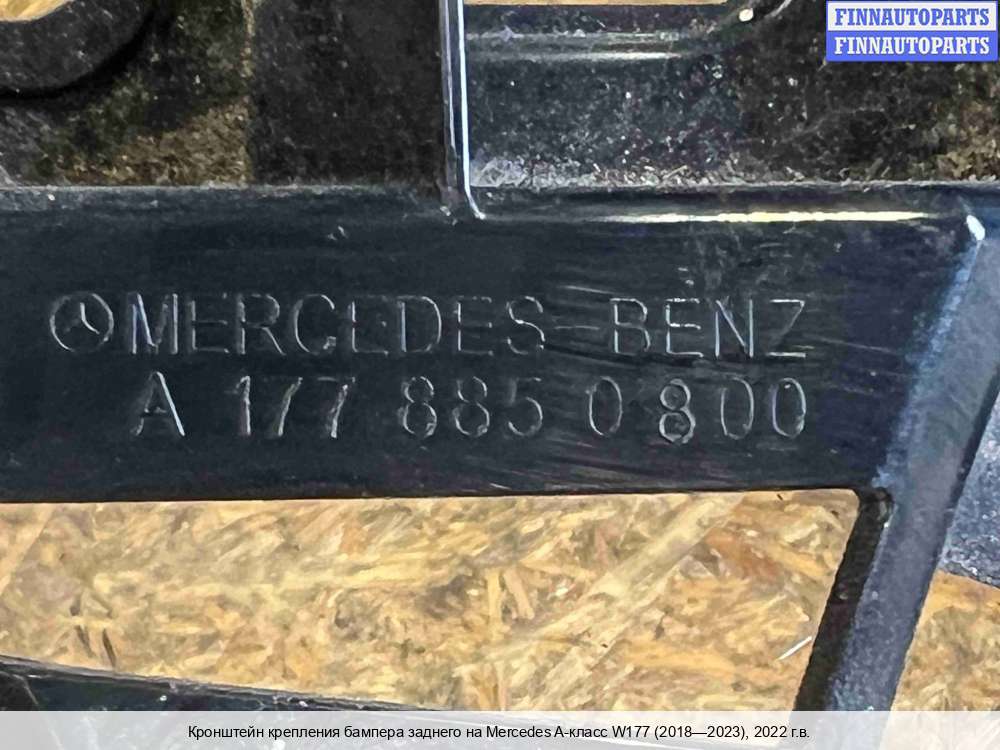 FINNAUTOPARTS
FINNAUTOPARTS
MERCEDES-BENZ
A 177 885 0800
Кронштейн крепления бампера заднего на Mercedes A-класс W177 (2018—2023), 2022 г.в.